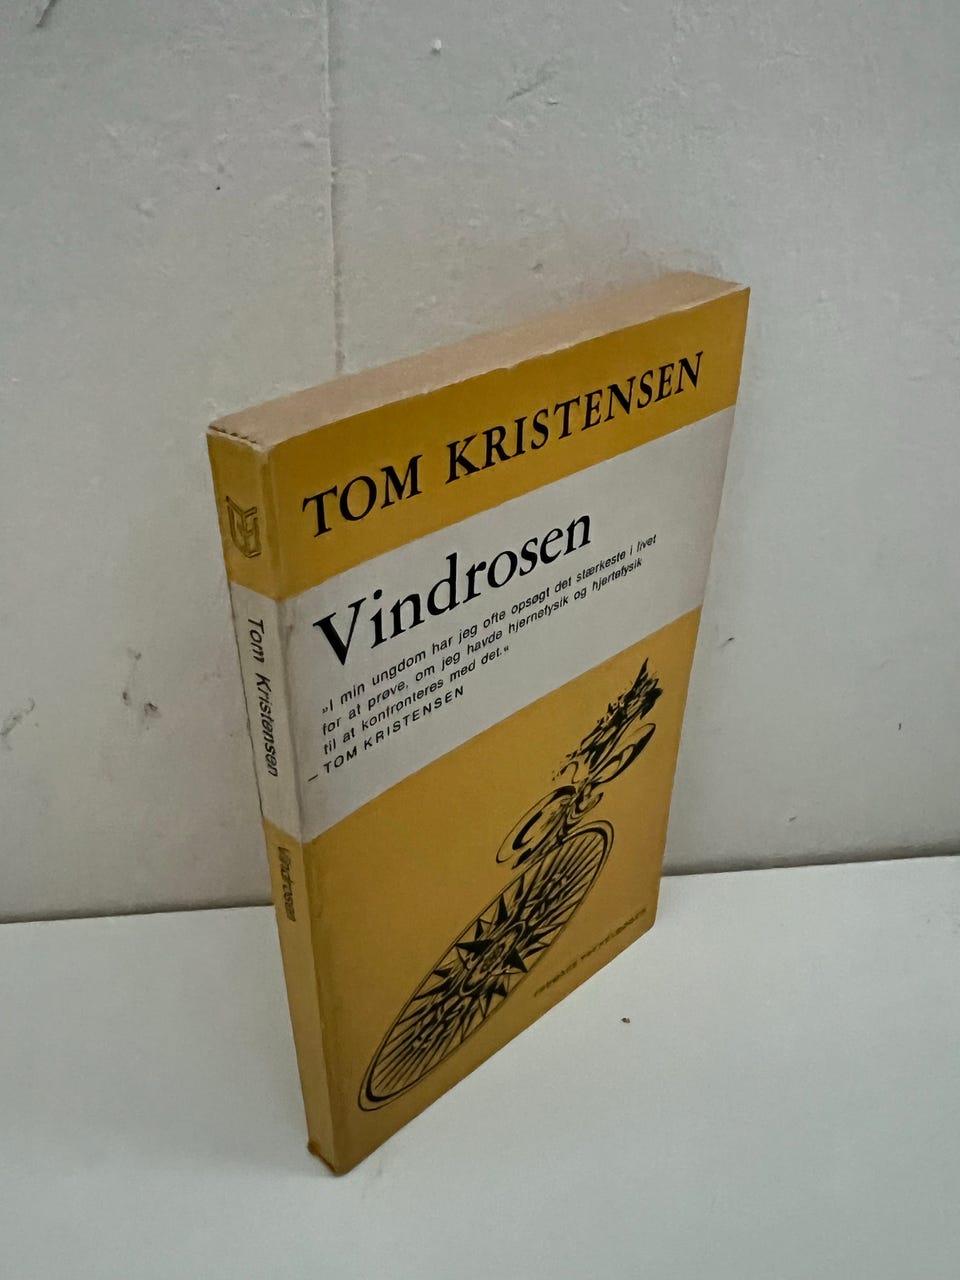 TOM KRISTENSEN
Vindrosen
»I min ungdom har jeg ofte opsøgt det stærkeste i livet
for at prøve, om jeg havde hjernefysik og hjertefysik
til at konfronteres med det.«
– TOM KRISTENSEN
Tom Kristensen
Vindrosen